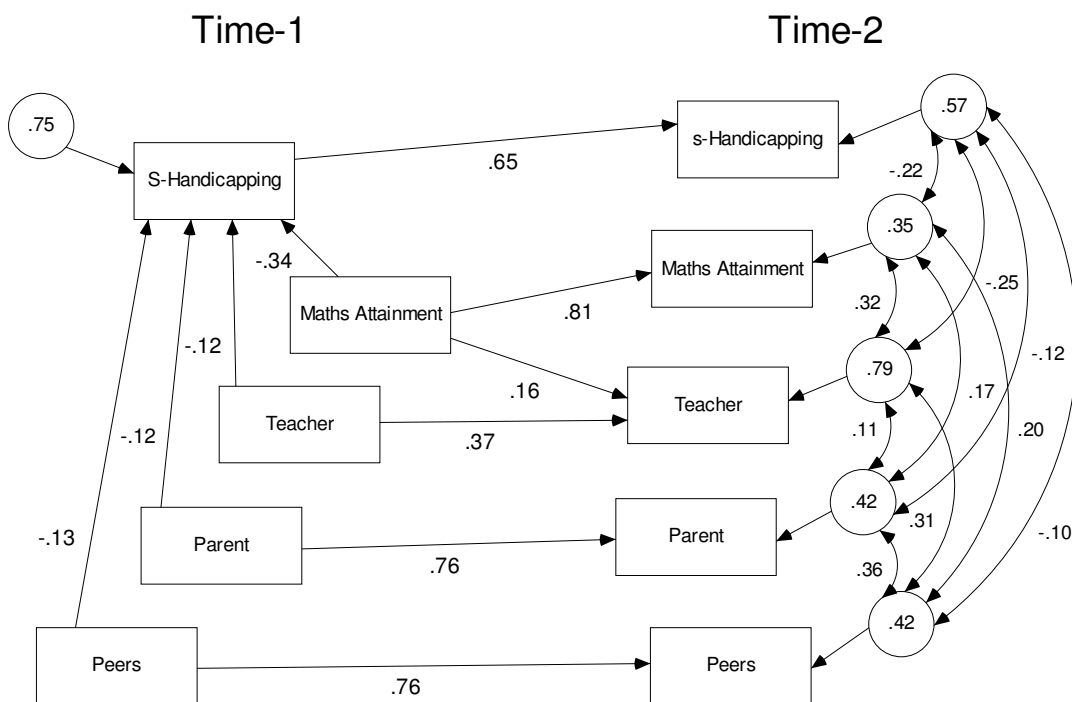 Time-1
Time-2
.75
.57
S-Handicapping
s-Handicapping
.65
-.22
.35
-.34
Maths Attainment
Maths Attainment
.81
.32
-.25
-.12
.79
-.12
.16
Teacher
Teacher
.37
.11
.17
.20
-.12
.42
.31
-.13
Parent
Parent
.76
.36
-.10
.42
Peers
Peers
.76